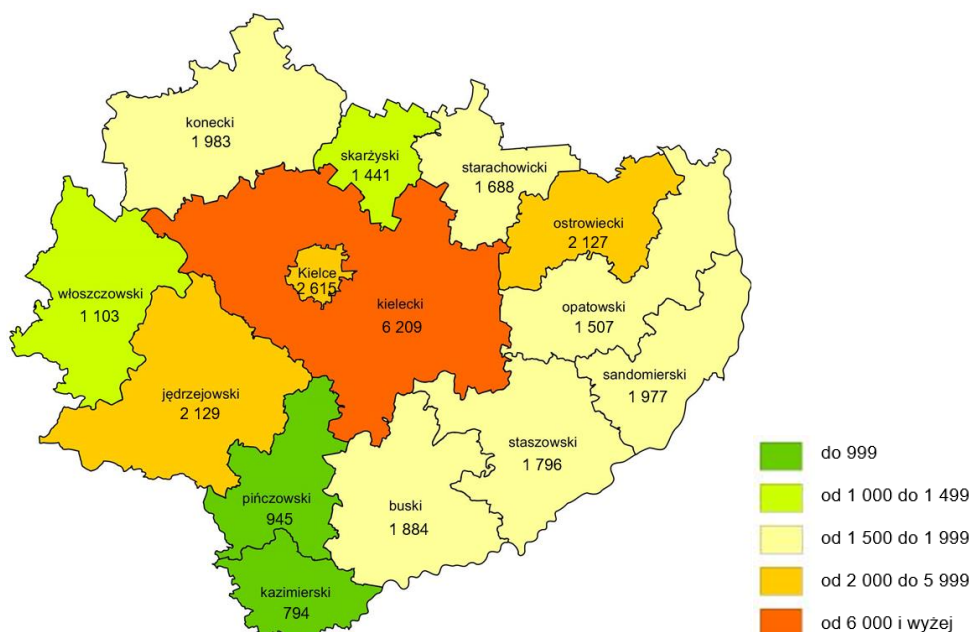 konecki
1 983
skarżyski
1 441
starachowicki
1 688
ostrowiecki
2 127
Kielce
2 615
włoszczowski
1 103
kielecki
6 209
opatowski
1 507
sandomierski
1 977
jędrzejowski
2 129
staszowski
1 796
pińczowski
945
buski
1 884
kazimierski
794
do 999
od 1 000 do 1 499
od 1 500 do 1 999
od 2 000 do 5 999
od 6 000 i wyżej